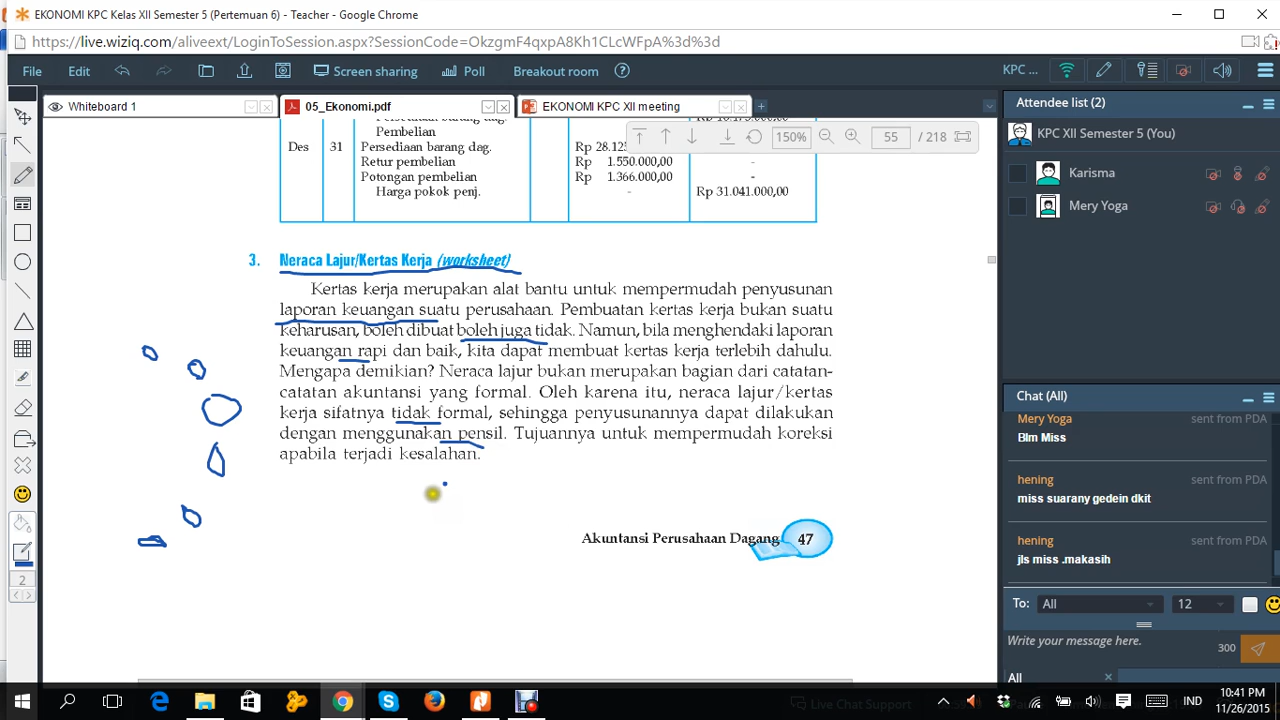 EKONOMI KPC Kelas XII Semester 5 (Pertemuan 6) - Teacher - Google Chrome
https://live.wiziq.com/aliveext/LoginToSession.aspx?SessionCode=OkzgmF4qxpA8Kh1CLcWFpA%3d%3d
File Edit Screen sharing Poll Breakout room ? KPC ...
Whiteboard 1 05_Ekonomi.pdf EKONOMI KPC XII meeting
Attendee list (2)
KPC XII Semester 5 (You)
Karisma
Mery Yoga
150% 55 / 218
Persediaan barang dag.
Pembelian
Des 31 Persediaan barang dag. Rp 28.125
Retur pembelian Rp 1.550.000,00 -
Potongan pembelian Rp 1.366.000,00 -
Harga pokok penj. - Rp 31.041.000,00
3. Neraca Lajur/Kertas Kerja (worksheet)
Kertas kerja merupakan alat bantu untuk mempermudah penyusunan
laporan keuangan suatu perusahaan. Pembuatan kertas kerja bukan suatu
keharusan, boleh dibuat boleh juga tidak. Namun, bila menghendaki laporan
keuangan rapi dan baik, kita dapat membuat kertas kerja terlebih dahulu.
Mengapa demikian? Neraca lajur bukan merupakan bagian dari catatan-
catatan akuntansi yang formal. Oleh karena itu, neraca lajur/kertas
kerja sifatnya tidak formal, sehingga penyusunannya dapat dilakukan
dengan menggunakan pensil. Tujuannya untuk mempermudah koreksi
apabila terjadi kesalahan.
Akuntansi Perusahaan Dagang 47
2
Chat (All)
Mery Yoga sent from PDA
Blm Miss
hening sent from PDA
miss suarany gedein dkit
hening sent from PDA
jls miss .makasih
To: All 12
Write your message here. 300
All
Live Chat Support
IND
10:41 PM
11/26/2015